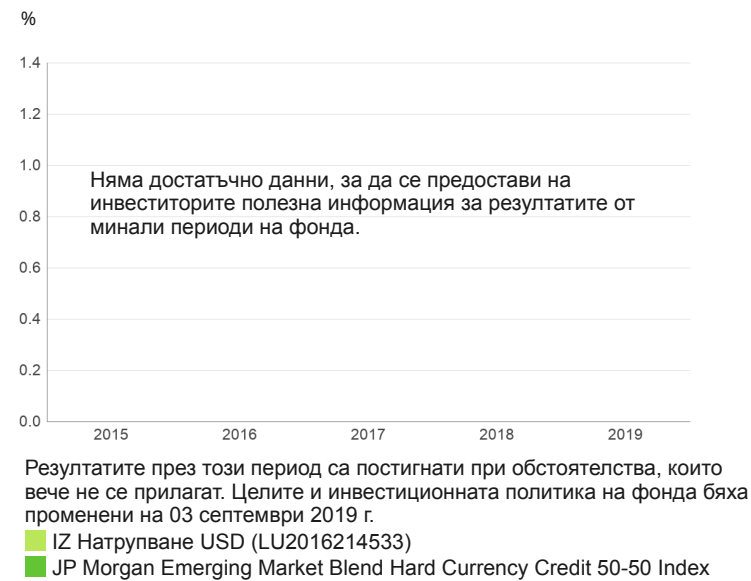 %
1.4
1.2
1.0
Няма достатъчно данни, за да се предостави на
инвеститорите полезна информация за резултатите от
0.8
минали периоди на фонда.
0.6
0.4
0.2
0.0
2015 2016 2017 2018 2019
Резултатите през този период са постигнати при обстоятелства, които
вече не се прилагат. Целите и инвестиционната политика на фонда бяха
променени на 03 септември 2019 г.
IZ Натрупване USD (LU2016214533)
JP Morgan Emerging Market Blend Hard Currency Credit 50-50 Index